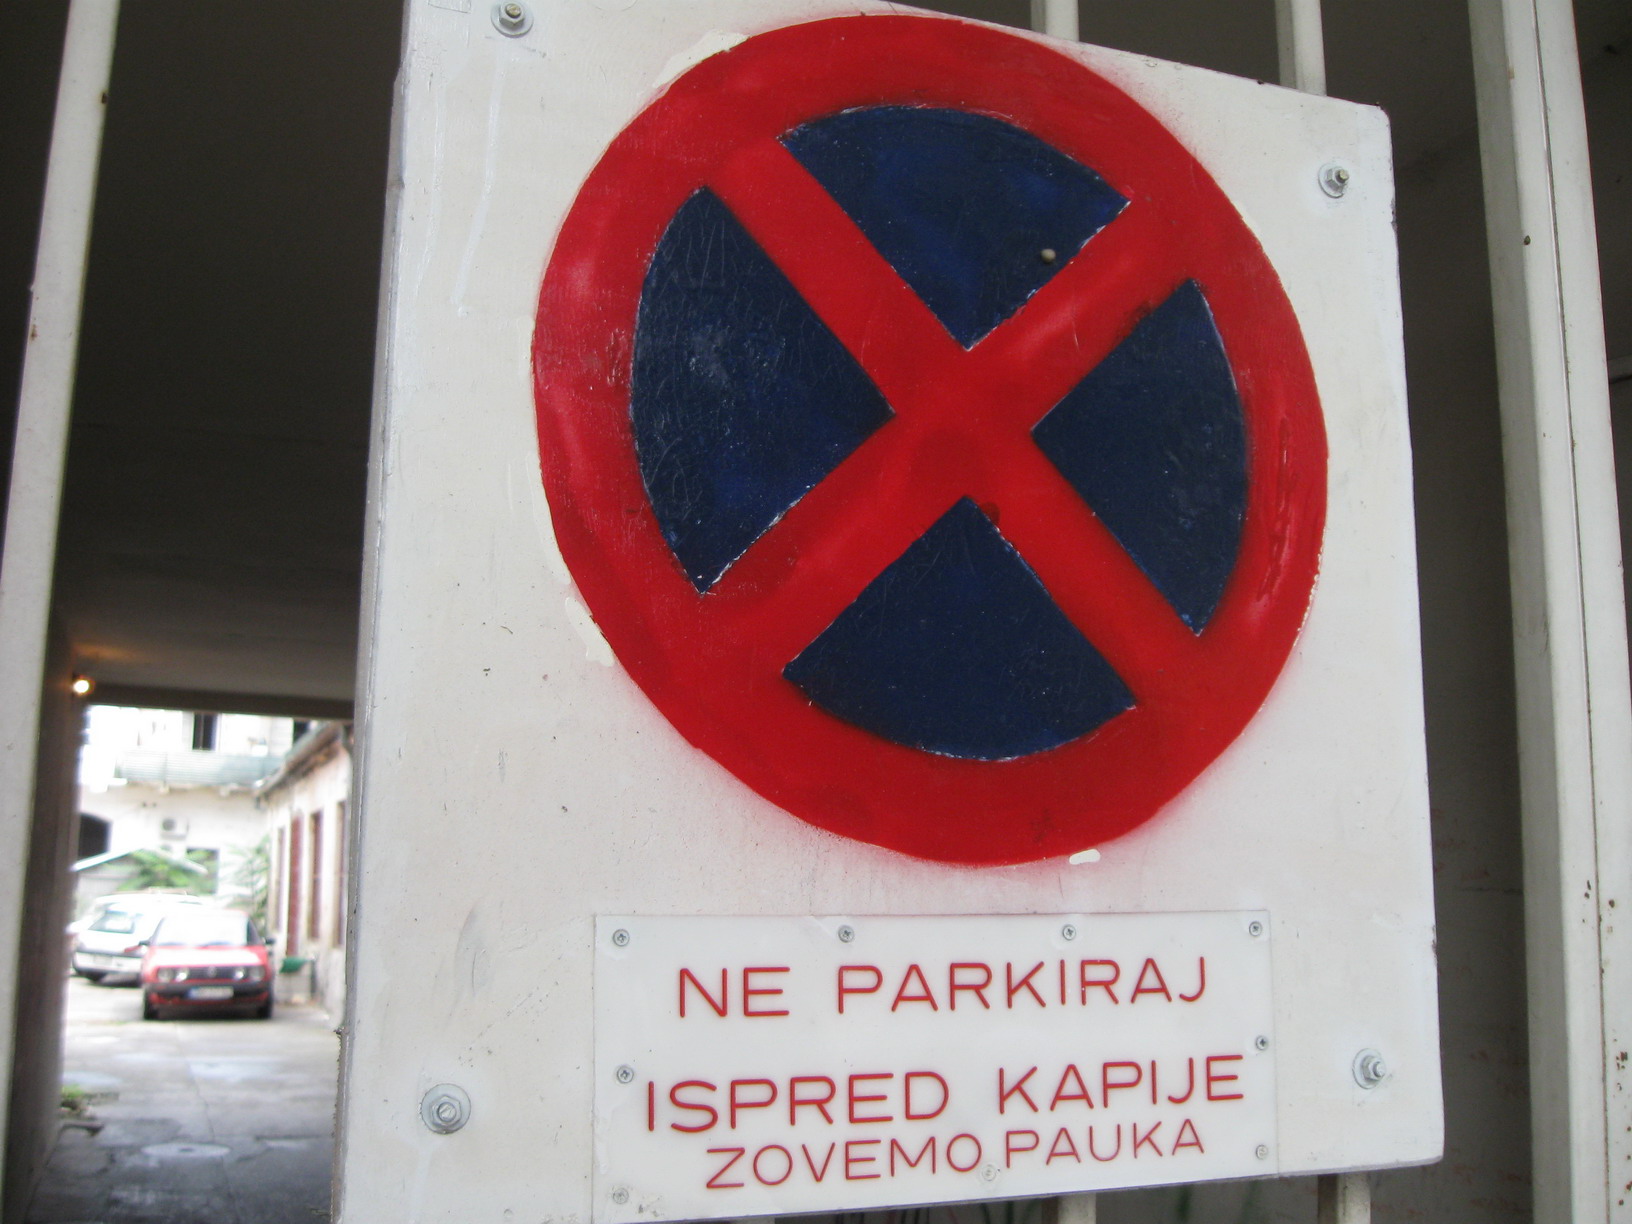 NE PARKIRAJ
ISPRED KAPIJE
ZOVEMO PAUKA